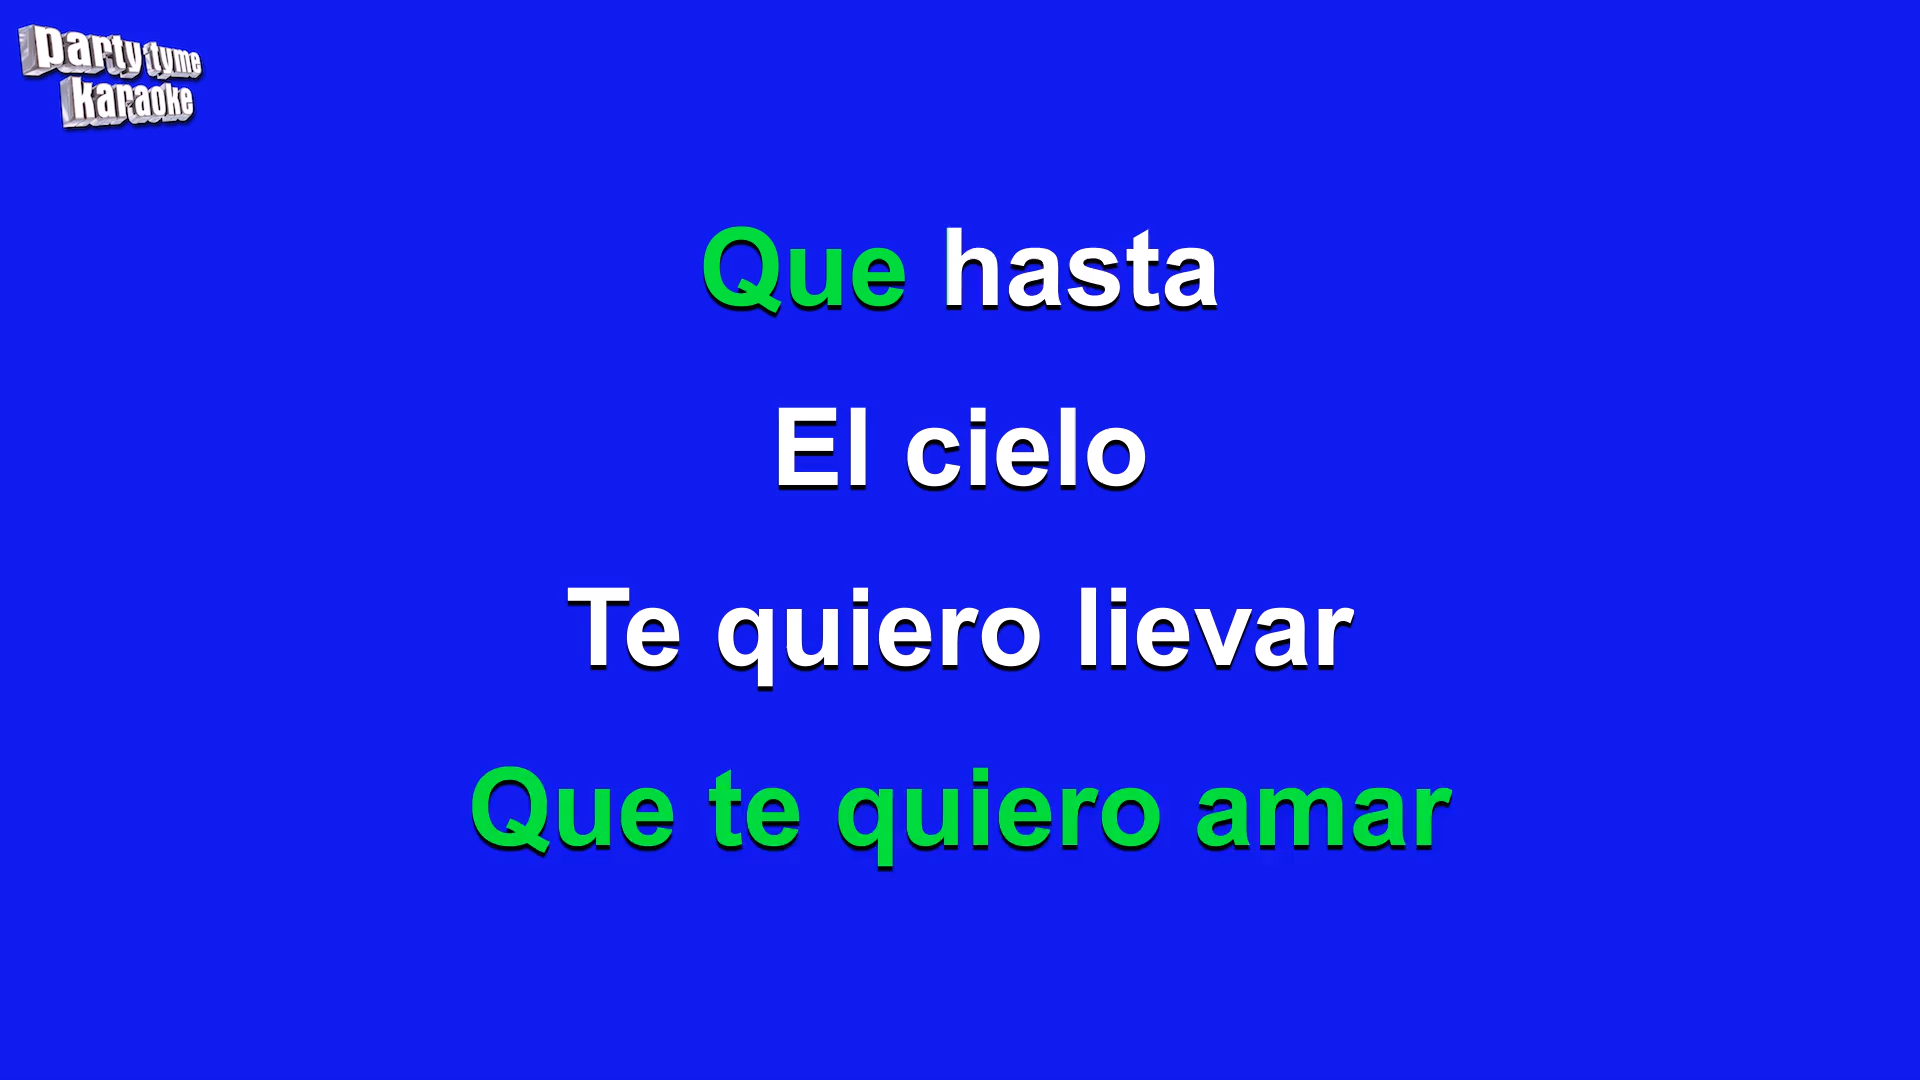 party tyme
karaoke
Que hasta
El cielo
Te quiero lievar
Que te quiero amar